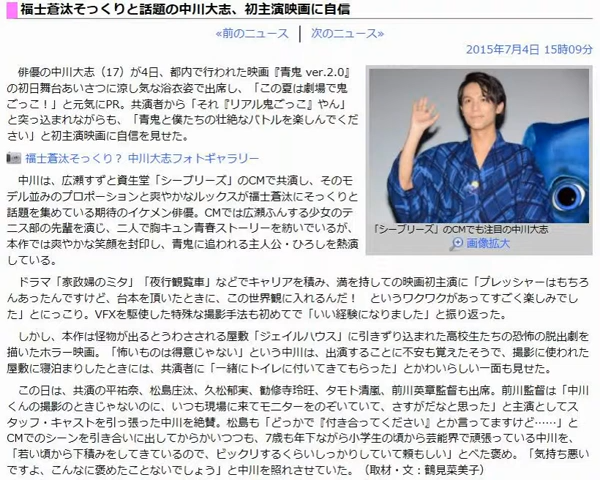 福士蒼汰そっくりと話題の中川大志、初主演映画に自信
«前のニュース | 次のニュース»
2015年7月4日 15時09分
俳優の中川大志（17）が4日、都内で行われた映画『青鬼 ver.2.0』
の初日舞台あいさつに涼し気な浴衣姿で出席し、「この夏は劇場で鬼
ごっこ！」と元気にPR。共演者から「それ『リアル鬼ごっこ』やん」
と突っ込まれながらも、「青鬼と僕たちの壮絶なバトルを楽しんでくだ
さい」と初主演映画に自信を見せた。
福士蒼汰そっくり？ 中川大志フォトギャラリー
中川は、広瀬すずと資生堂「シーブリーズ」のCMで共演し、そのモ
デル並みのプロポーションと爽やかなルックスが福士蒼汰にそっくりと
話題を集めている期待のイケメン俳優。CMでは広瀬ふんする少女のテ
ニス部の先輩を演じ、二人で胸キュン青春ストーリーを紡いでいるが、
本作では爽やかな笑顔を封印し、青鬼に追われる主人公・ひろしを熱演
している。
「シーブリーズ」のCMでも注目の中川大志
画像拡大
ドラマ「家政婦のミタ」「夜行観覧車」などでキャリアを積み、満を持しての映画初主演に「プレッシャーはもちろ
んあったんですけど、台本を頂いたときに、この世界観に入れるんだ！　というワクワクがあってすごく楽しみでし
た」とにっこり。VFXを駆使した特殊な撮影手法も初めてで「いい経験になりました」と振り返った。
しかし、本作は怪物が出るとうわさされる屋敷「ジェイルハウス」に引きずり込まれた高校生たちの恐怖の脱出劇を
描いたホラー映画。「怖いものは得意じゃない」という中川は、出演することに不安も覚えたそうで、撮影に使われた
屋敷に寝泊まりしたときには、共演者に「一緒にトイレに付いてきてもらった」とかわいらしい一面も見せた。
この日は、共演の平祐奈、松島庄汰、久松郁実、勧修寺玲旺、タモト清嵐、前川英章監督も出席。前川監督は「中川
くんの撮影のときじゃないのに、いつも現場に来てモニターをのぞいていて、さすがだなと思った」と主演としてス
タッフ・キャストを引っ張った中川を絶賛。松島も「どっかで『付き合ってください』とか言ってますけど……」と
CMでのシーンを引き合いに出してからかいつつも、7歳も年下ながら小学生の頃から芸能界で頑張っている中川を、
「若い頃から下積みをしてきているので、ビックリするくらいしっかりしていて頼もしい」とべた褒め。「気持ち悪い
ですよ、こんなに褒めたことないでしょう」と中川を照れさせていた。（取材・文：鶴見菜美子）